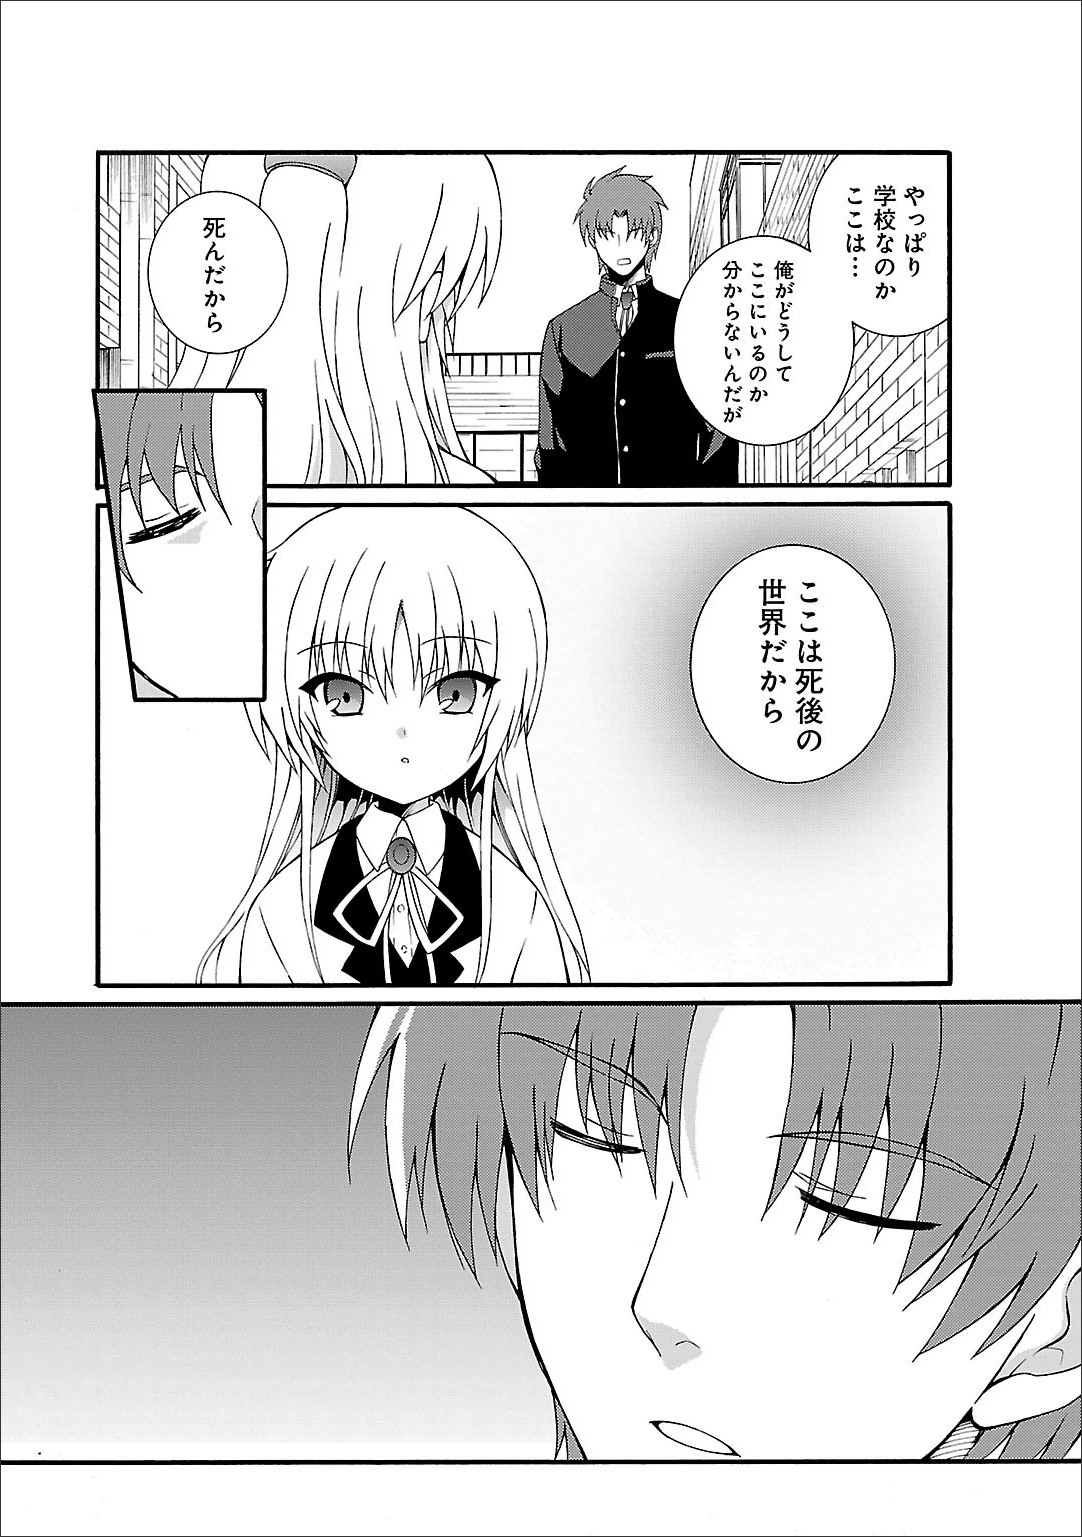 やっぱり
学校なのか
ここは…
俺がどうして
ここにいるのか
分からないんだが
死んだから
ここは死後の
世界だから